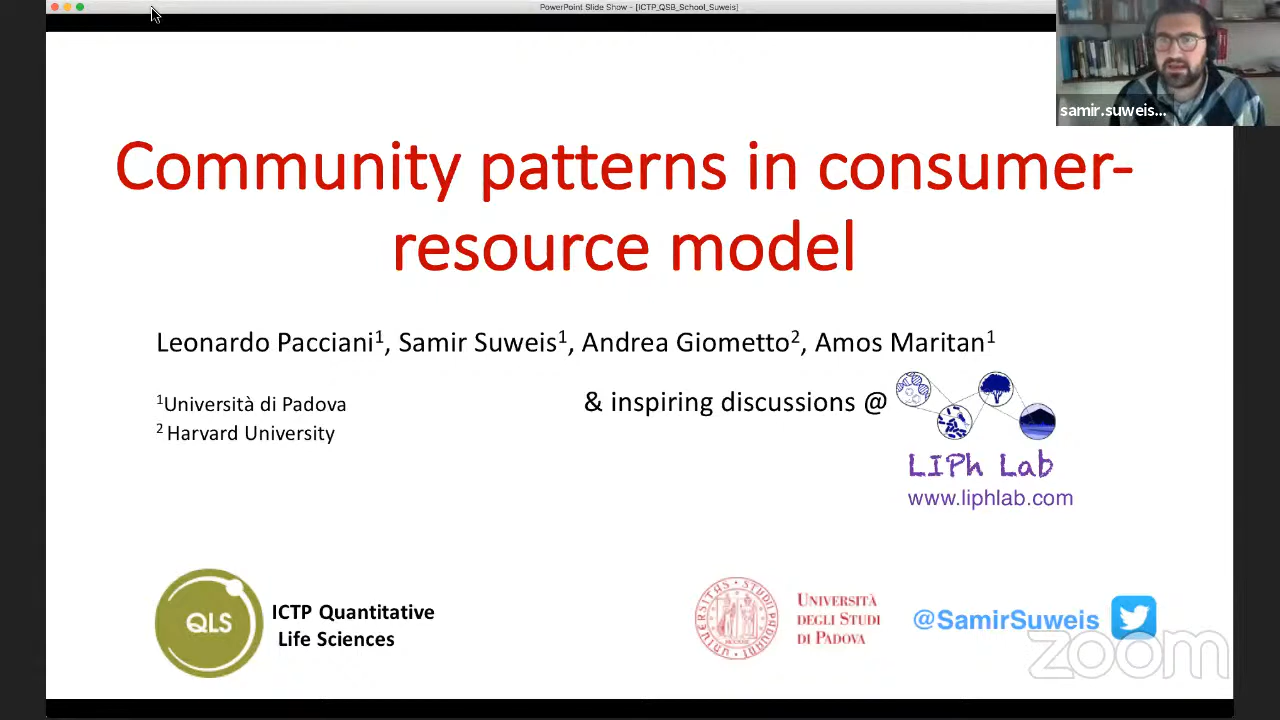 PowerPoint Slide Show - [ICTP_QSB_School_Suweis]
samir.suweis...
Community patterns in consumer-
resource model
Leonardo Pacciani1, Samir Suweis1, Andrea Giometto2, Amos Maritan1
1Università di Padova
2 Harvard University
& inspiring discussions @
LIPh Lab
www.liphlab.com
QLS
ICTP Quantitative
Life Sciences
UNIVERSITÀ
DEGLI STUDI
DI PADOVA
@SamirSuweis
zoom